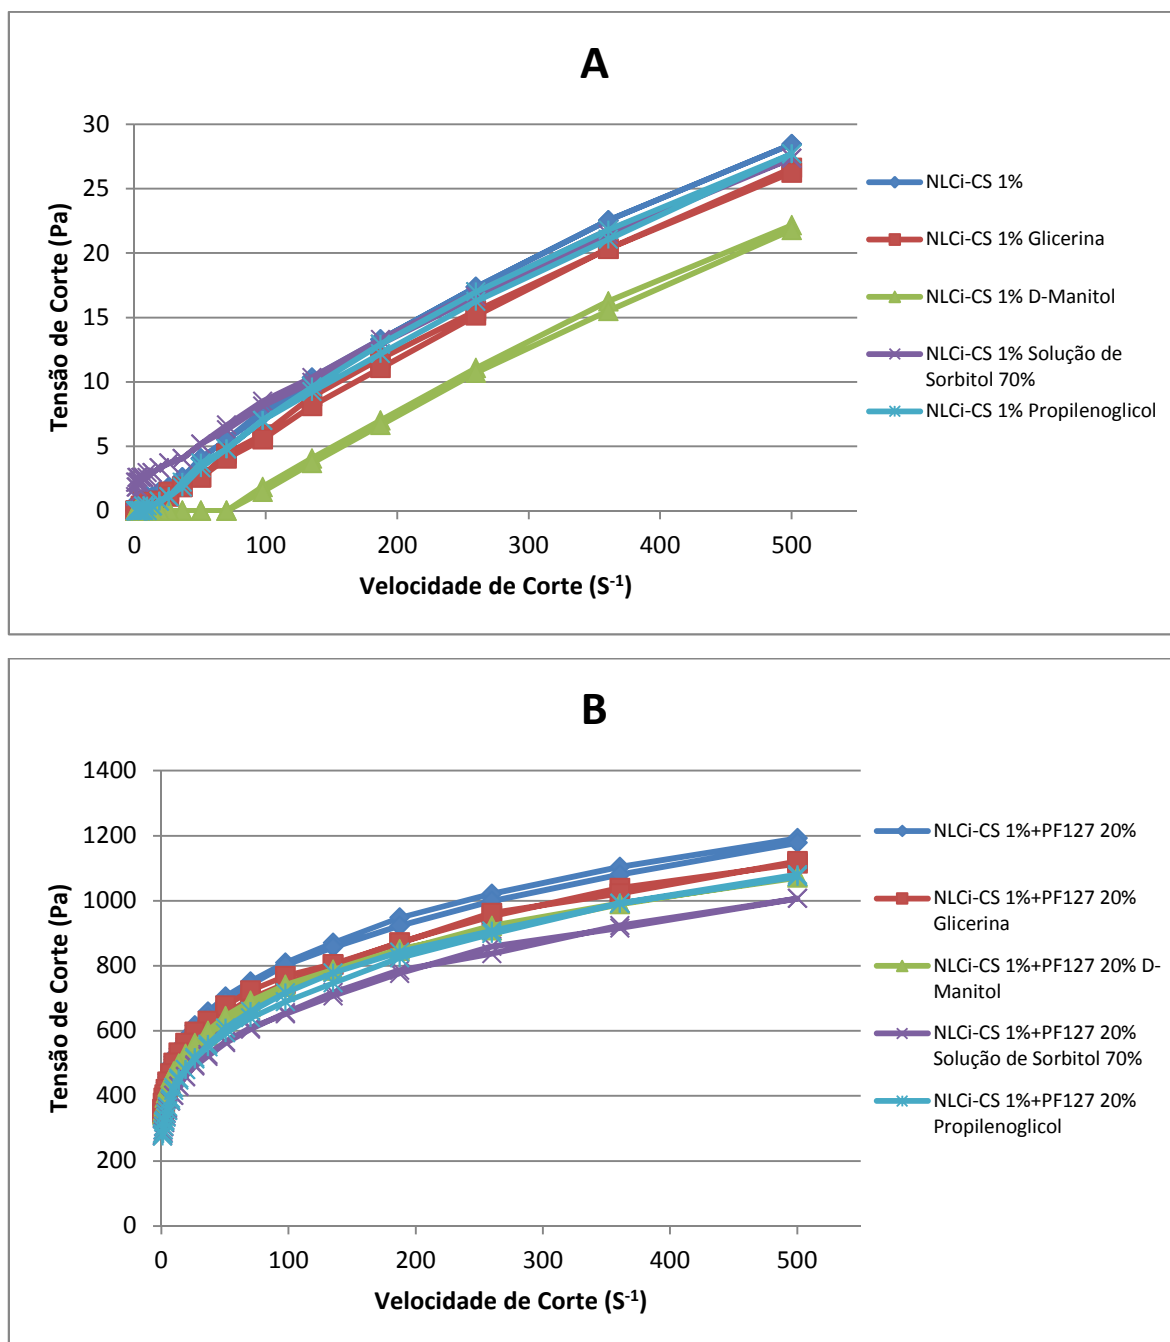 A
30
25
20
15
10
5
0
0 100 200 300 400 500
Tensão de Corte (Pa)
Velocidade de Corte (S-1)
NLCi-CS 1%
NLCi-CS 1% Glicerina
NLCi-CS 1% D-Manitol
NLCi-CS 1% Solução de
Sorbitol 70%
NLCi-CS 1% Propilenoglicol
B
1400
1200
1000
800
600
400
200
0
0 100 200 300 400 500
Tensão de Corte (Pa)
Velocidade de Corte (S-1)
NLCi-CS 1%+PF127 20%
NLCi-CS 1%+PF127 20%
Glicerina
NLCi-CS 1%+PF127 20% D-
Manitol
NLCi-CS 1%+PF127 20%
Solução de Sorbitol 70%
NLCi-CS 1%+PF127 20%
Propilenoglicol